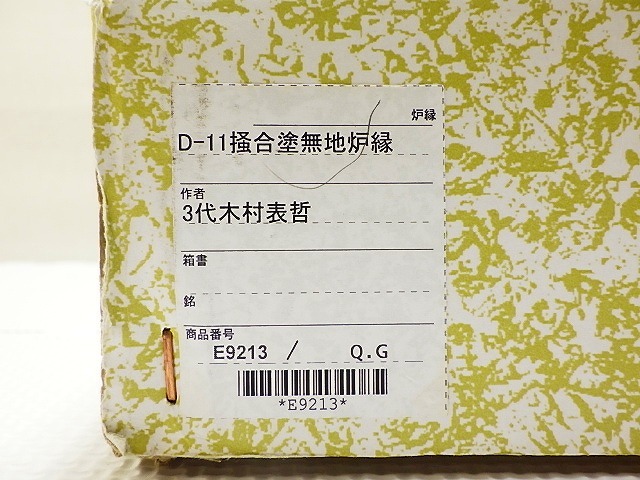 炉縁
D-11掻合塗無地炉縁
作者
3代木村表哲
箱書
銘
商品番号
E9213 / Q.G
*E9213*